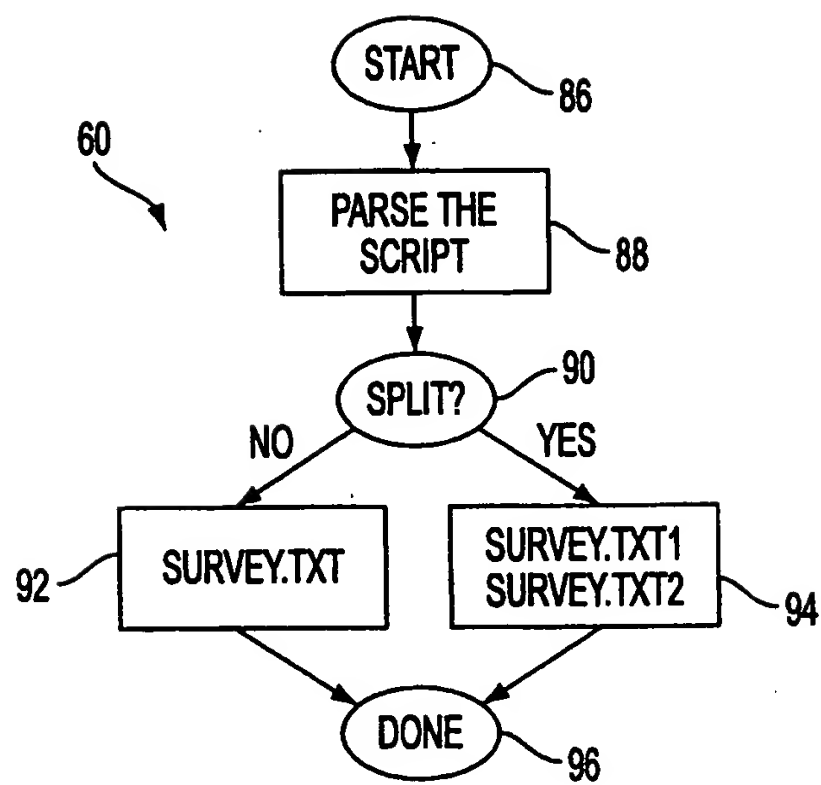 START
86
60
PARSE THE
SCRIPT
88
90
SPLIT?
NO
YES
SURVEY.TXT
92
SURVEY.TXT1
SURVEY.TXT2
94
DONE
96